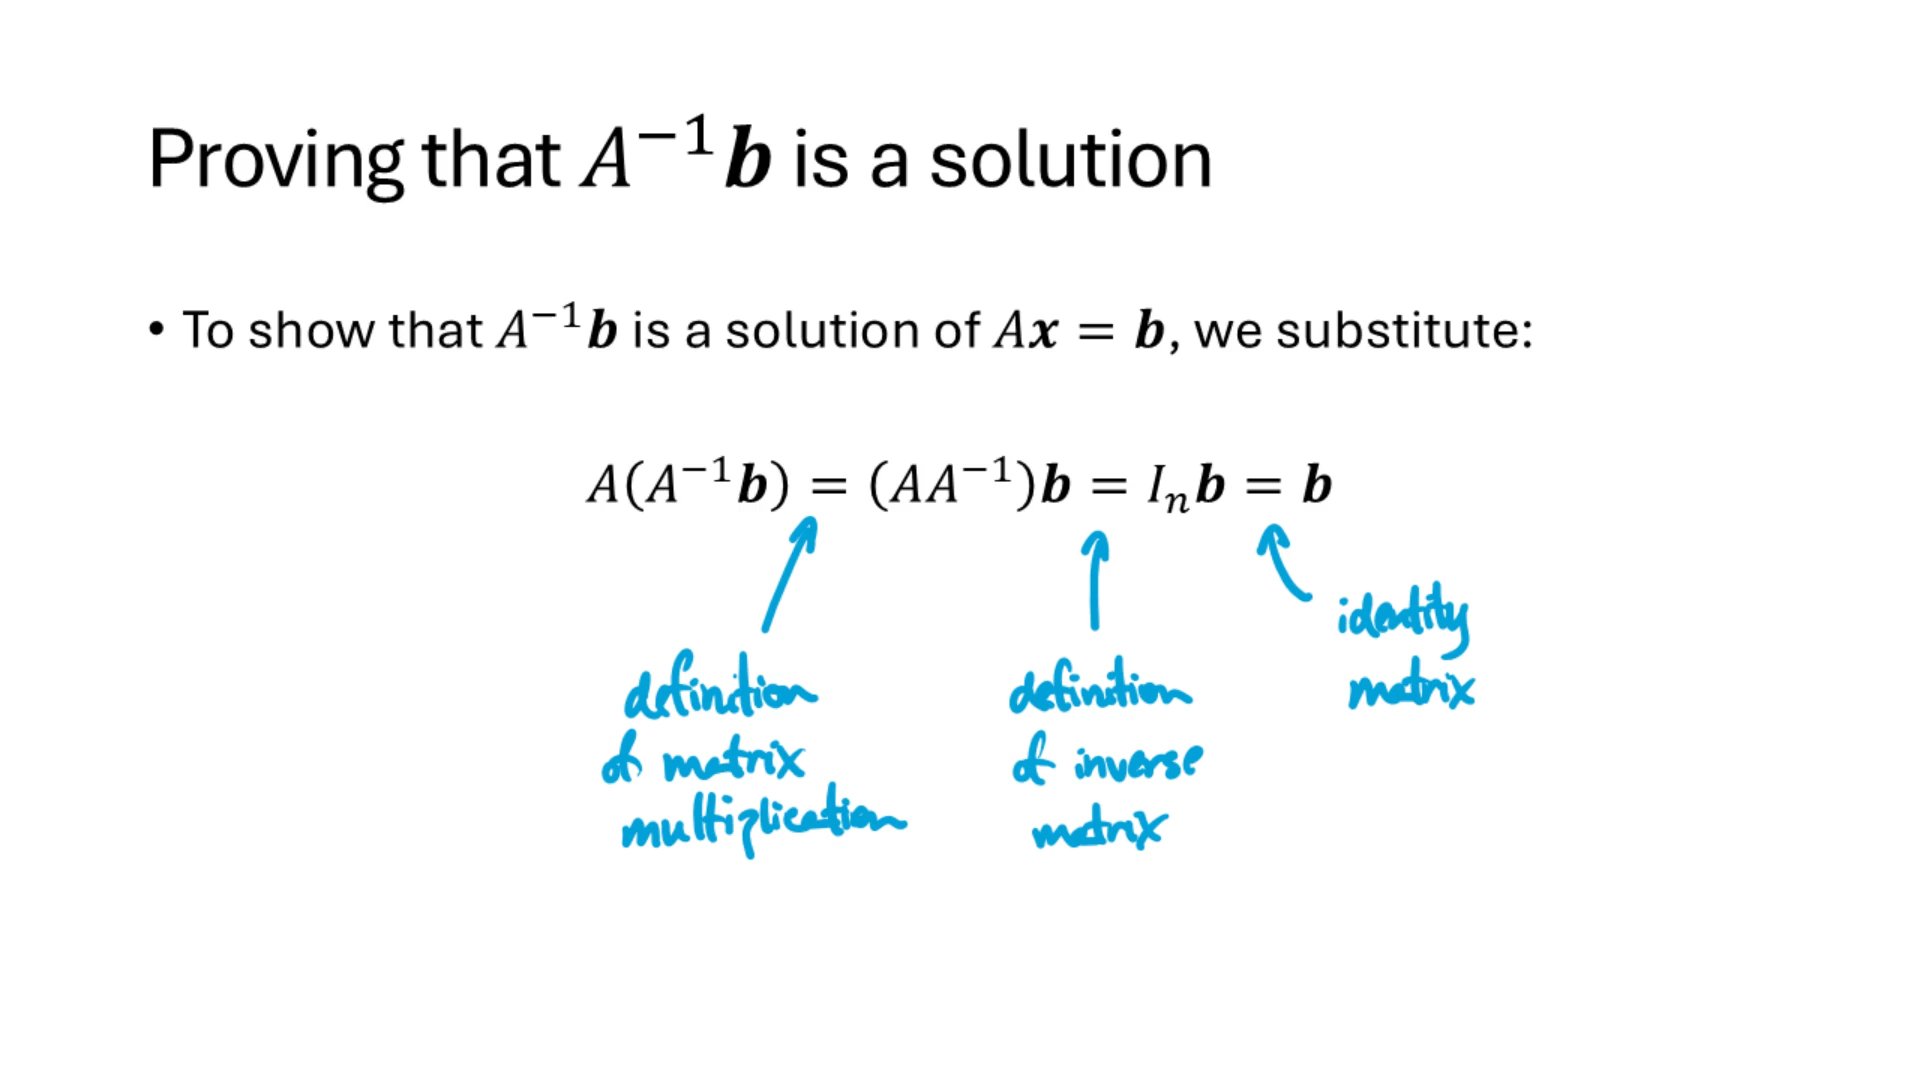 Proving that A⁻¹b is a solution
• To show that A⁻¹b is a solution of Ax = b, we substitute:
A(A⁻¹b) = (AA⁻¹)b = Iₙb = b
definition
of matrix
multiplication
definition
of inverse
matrix
identity
matrix